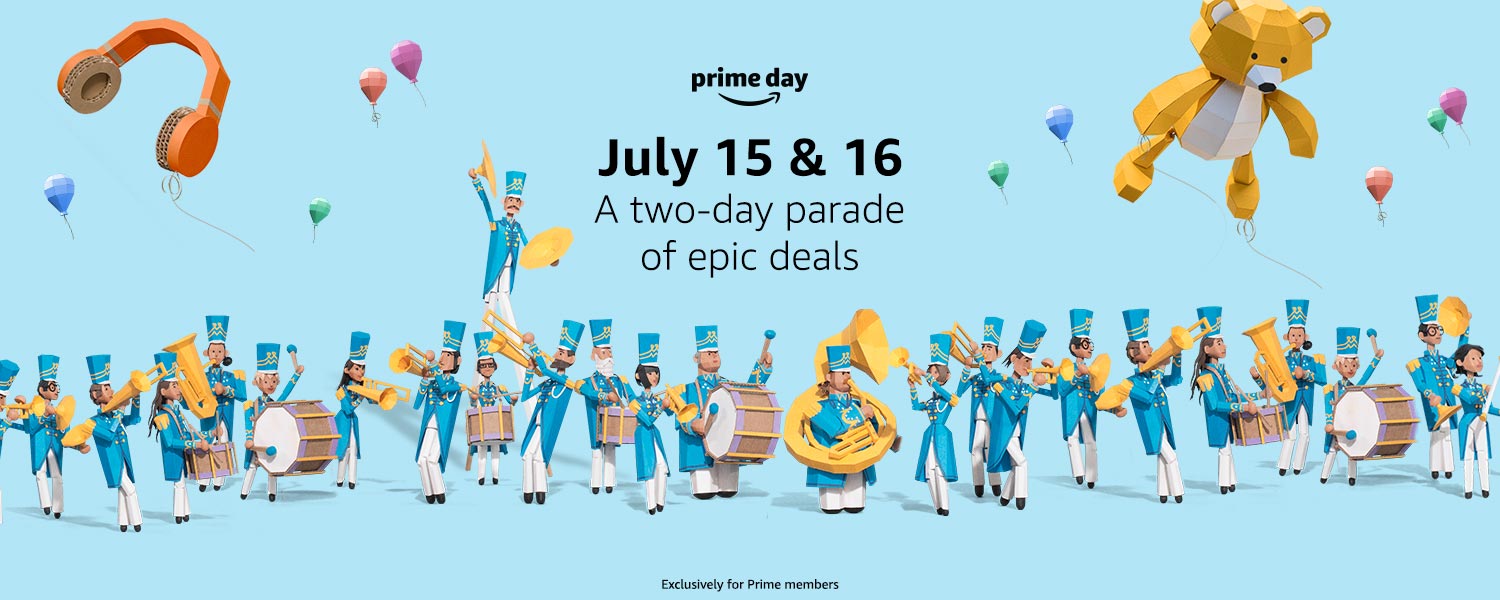 prime day
July 15 & 16
A two-day parade
of epic deals
Exclusively for Prime members